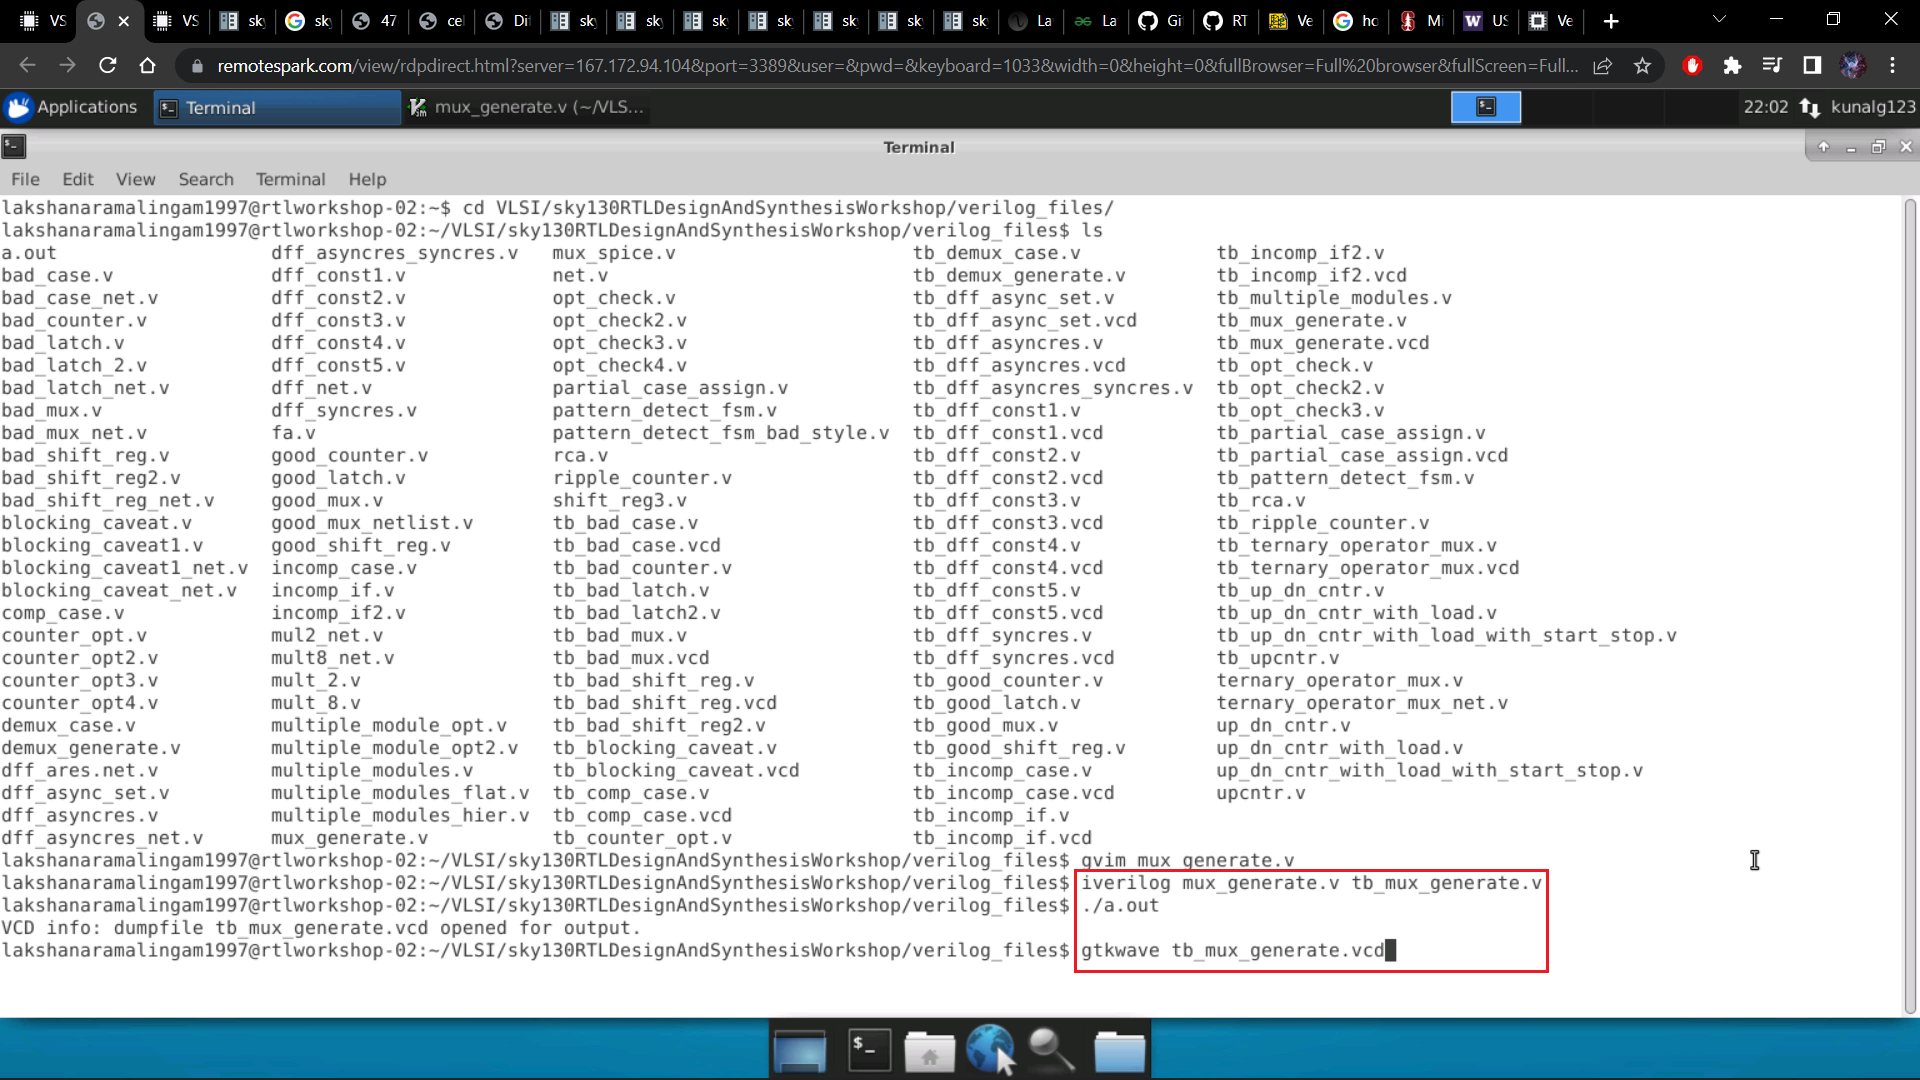 VS
VS
sky
sky
47
cel
Dif
sky
sky
sky
sky
sky
sky
sky
La
La
Git
RT
Ve
ho
Mi
US
Ve
remotespark.com/view/rdpdirect.html?server=167.172.94.104&port=3389&user=&pwd=&keyboard=1033&width=0&height=0&fullBrowser=Full%20browser&fullScreen=Full...
Applications
Terminal
mux_generate.v (~/VLS...
22:02
kunalg123
Terminal
File Edit View Search Terminal Help
lakshanaramalingam1997@rtlworkshop-02:~$ cd VLSI/sky130RTLDesignAndSynthesisWorkshop/verilog_files/
lakshanaramalingam1997@rtlworkshop-02:~/VLSI/sky130RTLDesignAndSynthesisWorkshop/verilog_files$ ls
a.out dff_asyncres_syncres.v mux_spice.v tb_demux_case.v tb_incomp_if2.v
bad_case.v dff_const1.v net.v tb_demux_generate.v tb_incomp_if2.vcd
bad_case_net.v dff_const2.v opt_check.v tb_dff_async_set.v tb_multiple_modules.v
bad_counter.v dff_const3.v opt_check2.v tb_dff_async_set.vcd tb_mux_generate.v
bad_latch.v dff_const4.v opt_check3.v tb_dff_asyncres.v tb_mux_generate.vcd
bad_latch_2.v dff_const5.v opt_check4.v tb_dff_asyncres.vcd tb_opt_check.v
bad_latch_net.v dff_net.v partial_case_assign.v tb_dff_asyncres_syncres.v tb_opt_check2.v
bad_mux.v dff_syncres.v pattern_detect_fsm.v tb_dff_const1.v tb_opt_check3.v
bad_mux_net.v fa.v pattern_detect_fsm_bad_style.v tb_dff_const1.vcd tb_partial_case_assign.v
bad_shift_reg.v good_counter.v rca.v tb_dff_const2.v tb_partial_case_assign.vcd
bad_shift_reg2.v good_latch.v ripple_counter.v tb_dff_const2.vcd tb_pattern_detect_fsm.v
bad_shift_reg_net.v good_mux.v shift_reg3.v tb_dff_const3.v tb_rca.v
blocking_caveat.v good_mux_netlist.v tb_bad_case.v tb_dff_const3.vcd tb_ripple_counter.v
blocking_caveat1.v good_shift_reg.v tb_bad_case.vcd tb_dff_const4.v tb_ternary_operator_mux.v
blocking_caveat1_net.v incomp_case.v tb_bad_counter.v tb_dff_const4.vcd tb_ternary_operator_mux.vcd
blocking_caveat_net.v incomp_if.v tb_bad_latch.v tb_dff_const5.v tb_up_dn_cntr.v
comp_case.v incomp_if2.v tb_bad_latch2.v tb_dff_const5.vcd tb_up_dn_cntr_with_load.v
counter_opt.v mul2_net.v tb_bad_mux.v tb_dff_syncres.v tb_up_dn_cntr_with_load_with_start_stop.v
counter_opt2.v mult8_net.v tb_bad_mux.vcd tb_dff_syncres.vcd tb_upcntr.v
counter_opt3.v mult_2.v tb_bad_shift_reg.v tb_good_counter.v ternary_operator_mux.v
counter_opt4.v mult_8.v tb_bad_shift_reg.vcd tb_good_latch.v ternary_operator_mux_net.v
demux_case.v multiple_module_opt.v tb_bad_shift_reg2.v tb_good_mux.v up_dn_cntr.v
demux_generate.v multiple_module_opt2.v tb_blocking_caveat.v tb_good_shift_reg.v up_dn_cntr_with_load.v
dff_ares.net.v multiple_modules.v tb_blocking_caveat.vcd tb_incomp_case.v up_dn_cntr_with_load_with_start_stop.v
dff_async_set.v multiple_modules_flat.v tb_comp_case.v tb_incomp_case.vcd upcntr.v
dff_asyncres.v multiple_modules_hier.v tb_comp_case.vcd tb_incomp_if.v
dff_asyncres_net.v mux_generate.v tb_counter_opt.v tb_incomp_if.vcd
lakshanaramalingam1997@rtlworkshop-02:~/VLSI/sky130RTLDesignAndSynthesisWorkshop/verilog_files$ gvim mux_generate.v
lakshanaramalingam1997@rtlworkshop-02:~/VLSI/sky130RTLDesignAndSynthesisWorkshop/verilog_files$ iverilog mux_generate.v tb_mux_generate.v
lakshanaramalingam1997@rtlworkshop-02:~/VLSI/sky130RTLDesignAndSynthesisWorkshop/verilog_files$ ./a.out
VCD info: dumpfile tb_mux_generate.vcd opened for output.
lakshanaramalingam1997@rtlworkshop-02:~/VLSI/sky130RTLDesignAndSynthesisWorkshop/verilog_files$ gtkwave tb_mux_generate.vcd